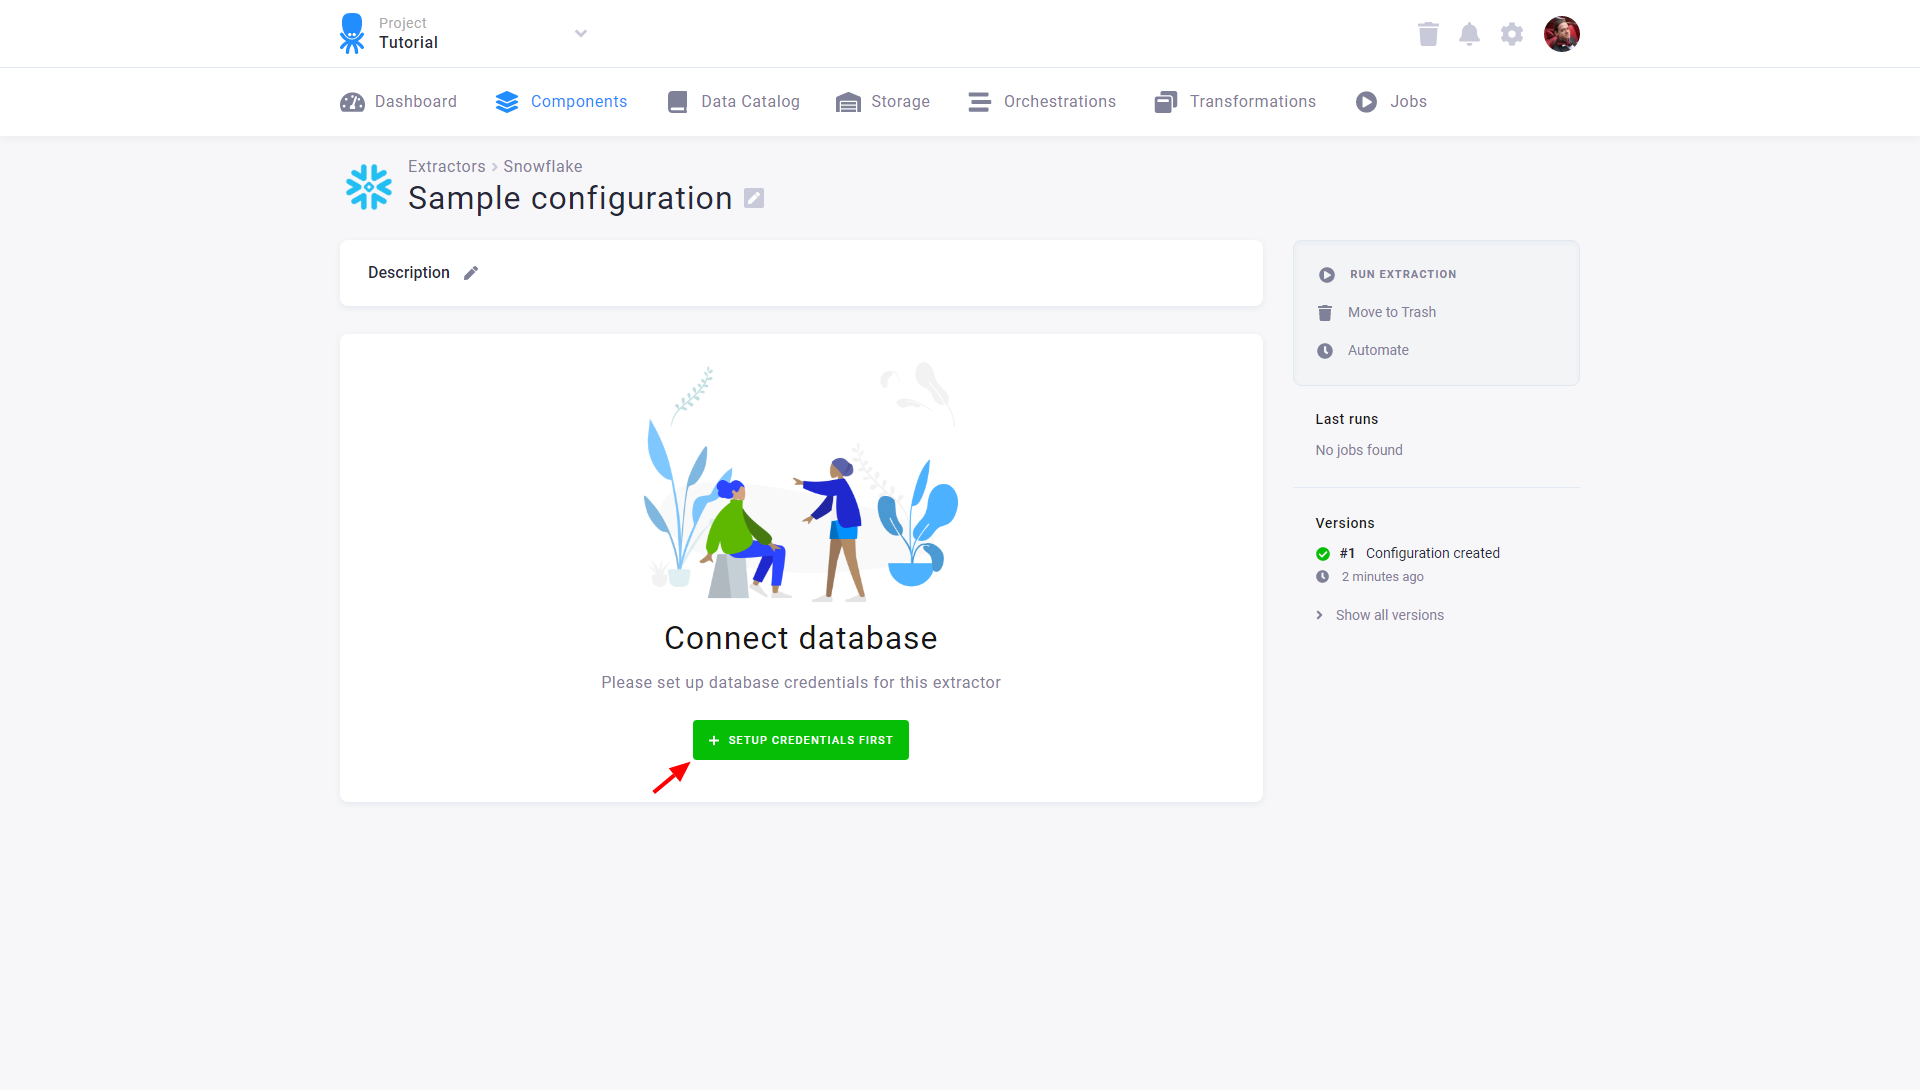 Project
Tutorial
Dashboard
Components
Data Catalog
Storage
Orchestrations
Transformations
Jobs
Extractors
Snowflake
Sample configuration
Description
Connect database
Please set up database credentials for this extractor
SETUP CREDENTIALS FIRST
RUN EXTRACTION
Move to Trash
Automate
Last runs
No jobs found
Versions
#1 Configuration created
2 minutes ago
Show all versions